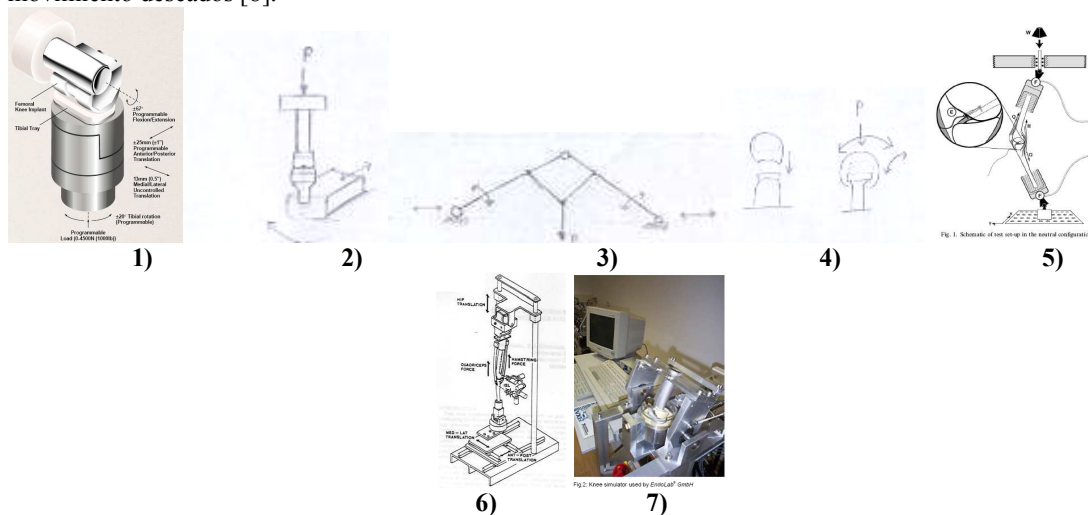 movimiento deseados [6].
Femoral
Knee Implant
Tibial Tray
±67°
Programmable
Flexion/Extension
±25mm (±1")
Programmable
Anterior/Posterior
Translation
13mm (0.5")
Medial/Lateral
Uncontrolled
Translation
±20° Tibial rotation
(Programmable)
Programmable
Load (0-4500N (1000lb))
P
P
P
W
F
E
F
Fig. 1. Schematic of test set-up in the neutral configuration
1)
2)
3)
4)
5)
HIP
TRANSLATION
QUADRICEPS
FORCE
HAMSTRING
FORCE
MED-LAT
TRANSLATION
ANT-POST
TRANSLATION
Fig.2: Knee simulator used by EndoLab® GmbH
6)
7)